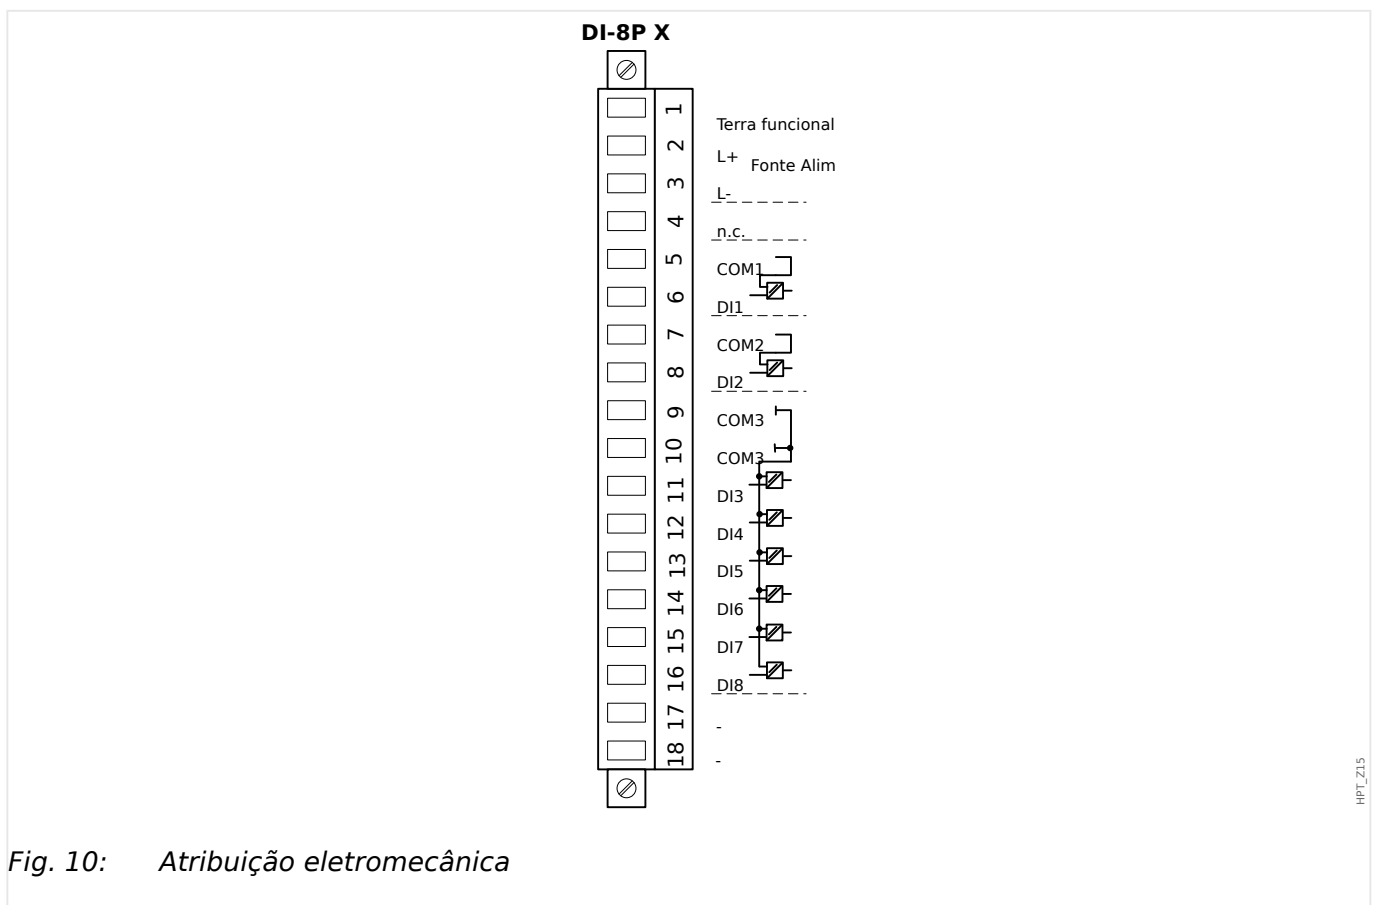 DI-8P X
1
Terra funcional
2
L+ Fonte Alim
3
L-
4
n.c.
5
COM1
6
DI1
7
COM2
8
DI2
9
COM3
10
COM3
11
DI3
12
DI4
13
DI5
14
DI6
15
DI7
16
DI8
17
-
18
-
HPT_Z15
Fig. 10: Atribuição eletromecânica